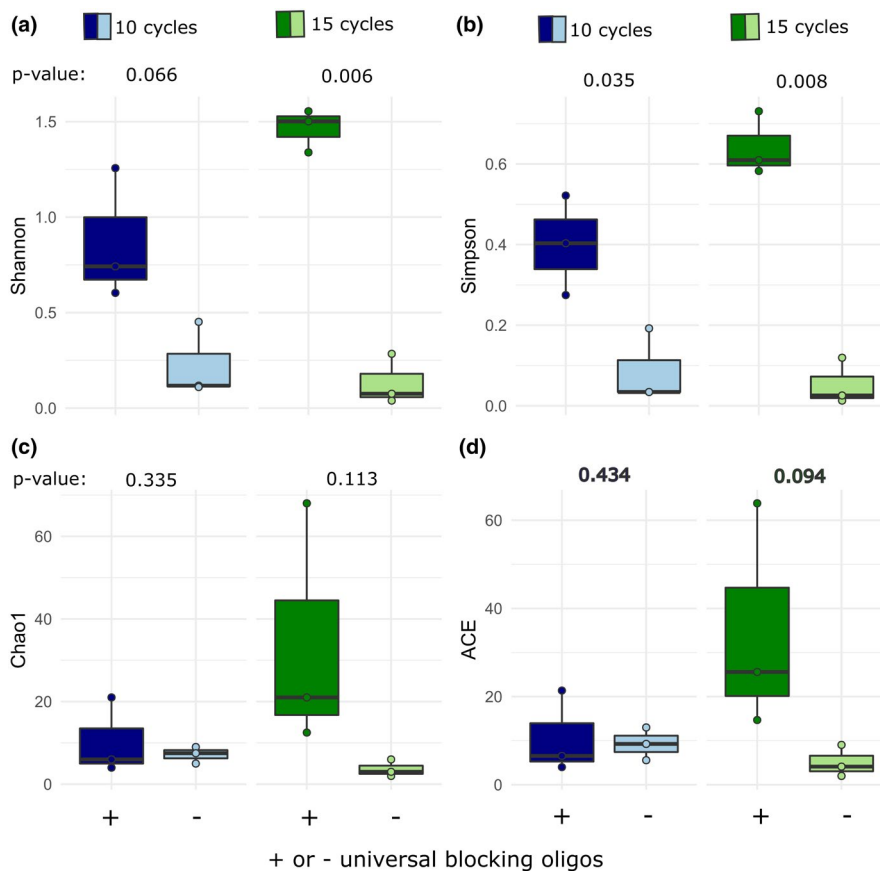 (a) 10 cycles 15 cycles
(b) 10 cycles 15 cycles
p-value: 0.066 0.006
0.035 0.008
Shannon
1.5
1.0
0.5
0.0
Simpson
0.6
0.4
0.2
0.0
(c)
p-value: 0.335 0.113
(d)
0.434 0.094
Chao1
60
40
20
0
ACE
60
40
20
0
+ - + -
+ - + -
+ or - universal blocking oligos